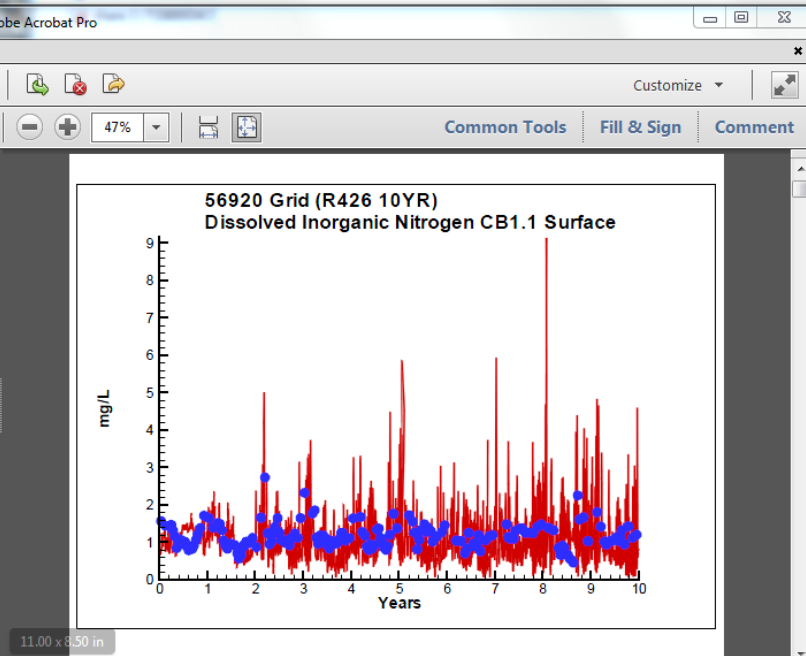 obe Acrobat Pro
Customize
47%
Common Tools
Fill & Sign
Comment
56920 Grid (R426 10YR)
Dissolved Inorganic Nitrogen CB1.1 Surface
9
8
7
6
5
4
3
2
1
0
mg/L
0 1 2 3 4 5 6 7 8 9 10
Years
11.00 x 8.50 in